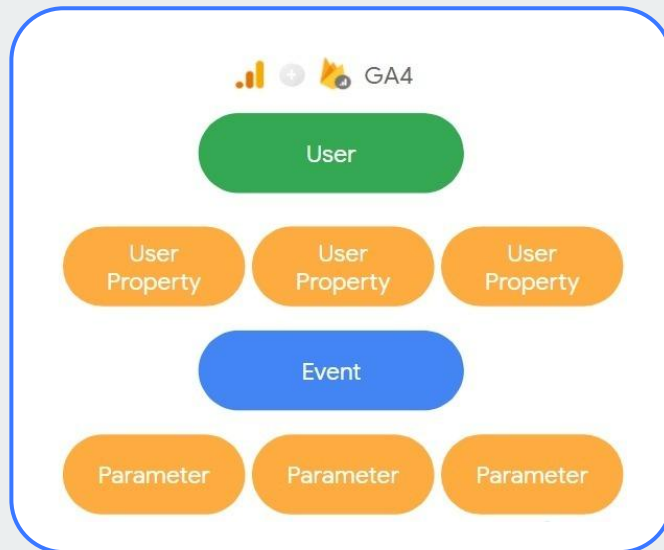 GA4
User
User User User
Property Property Property
Event
Parameter Parameter Parameter